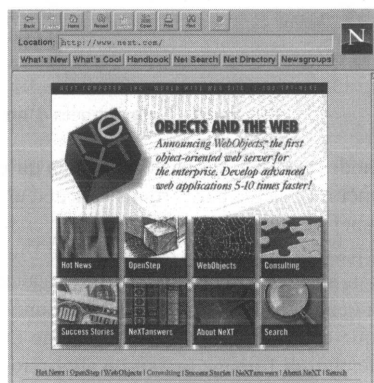 Back Home Reload Open Print Find
Location: http://www.next.com/
N
What's New What's Cool Handbook Net Search Net Directory Newsgroups
NEXT COMPUTER, INC. WORLD WIDE WEB SITE
NeXT
OBJECTS AND THE WEB
Announcing WebObjects,™ the first
object-oriented web server for
the enterprise. Develop advanced
web applications 5-10 times faster!
Hot News OpenStep WebObjects Consulting
100
Success Stories NeXTanswers About NeXT Search
Hot News | OpenStep | WebObjects | Consulting | Success Stories | NeXTanswers | About NeXT | Search